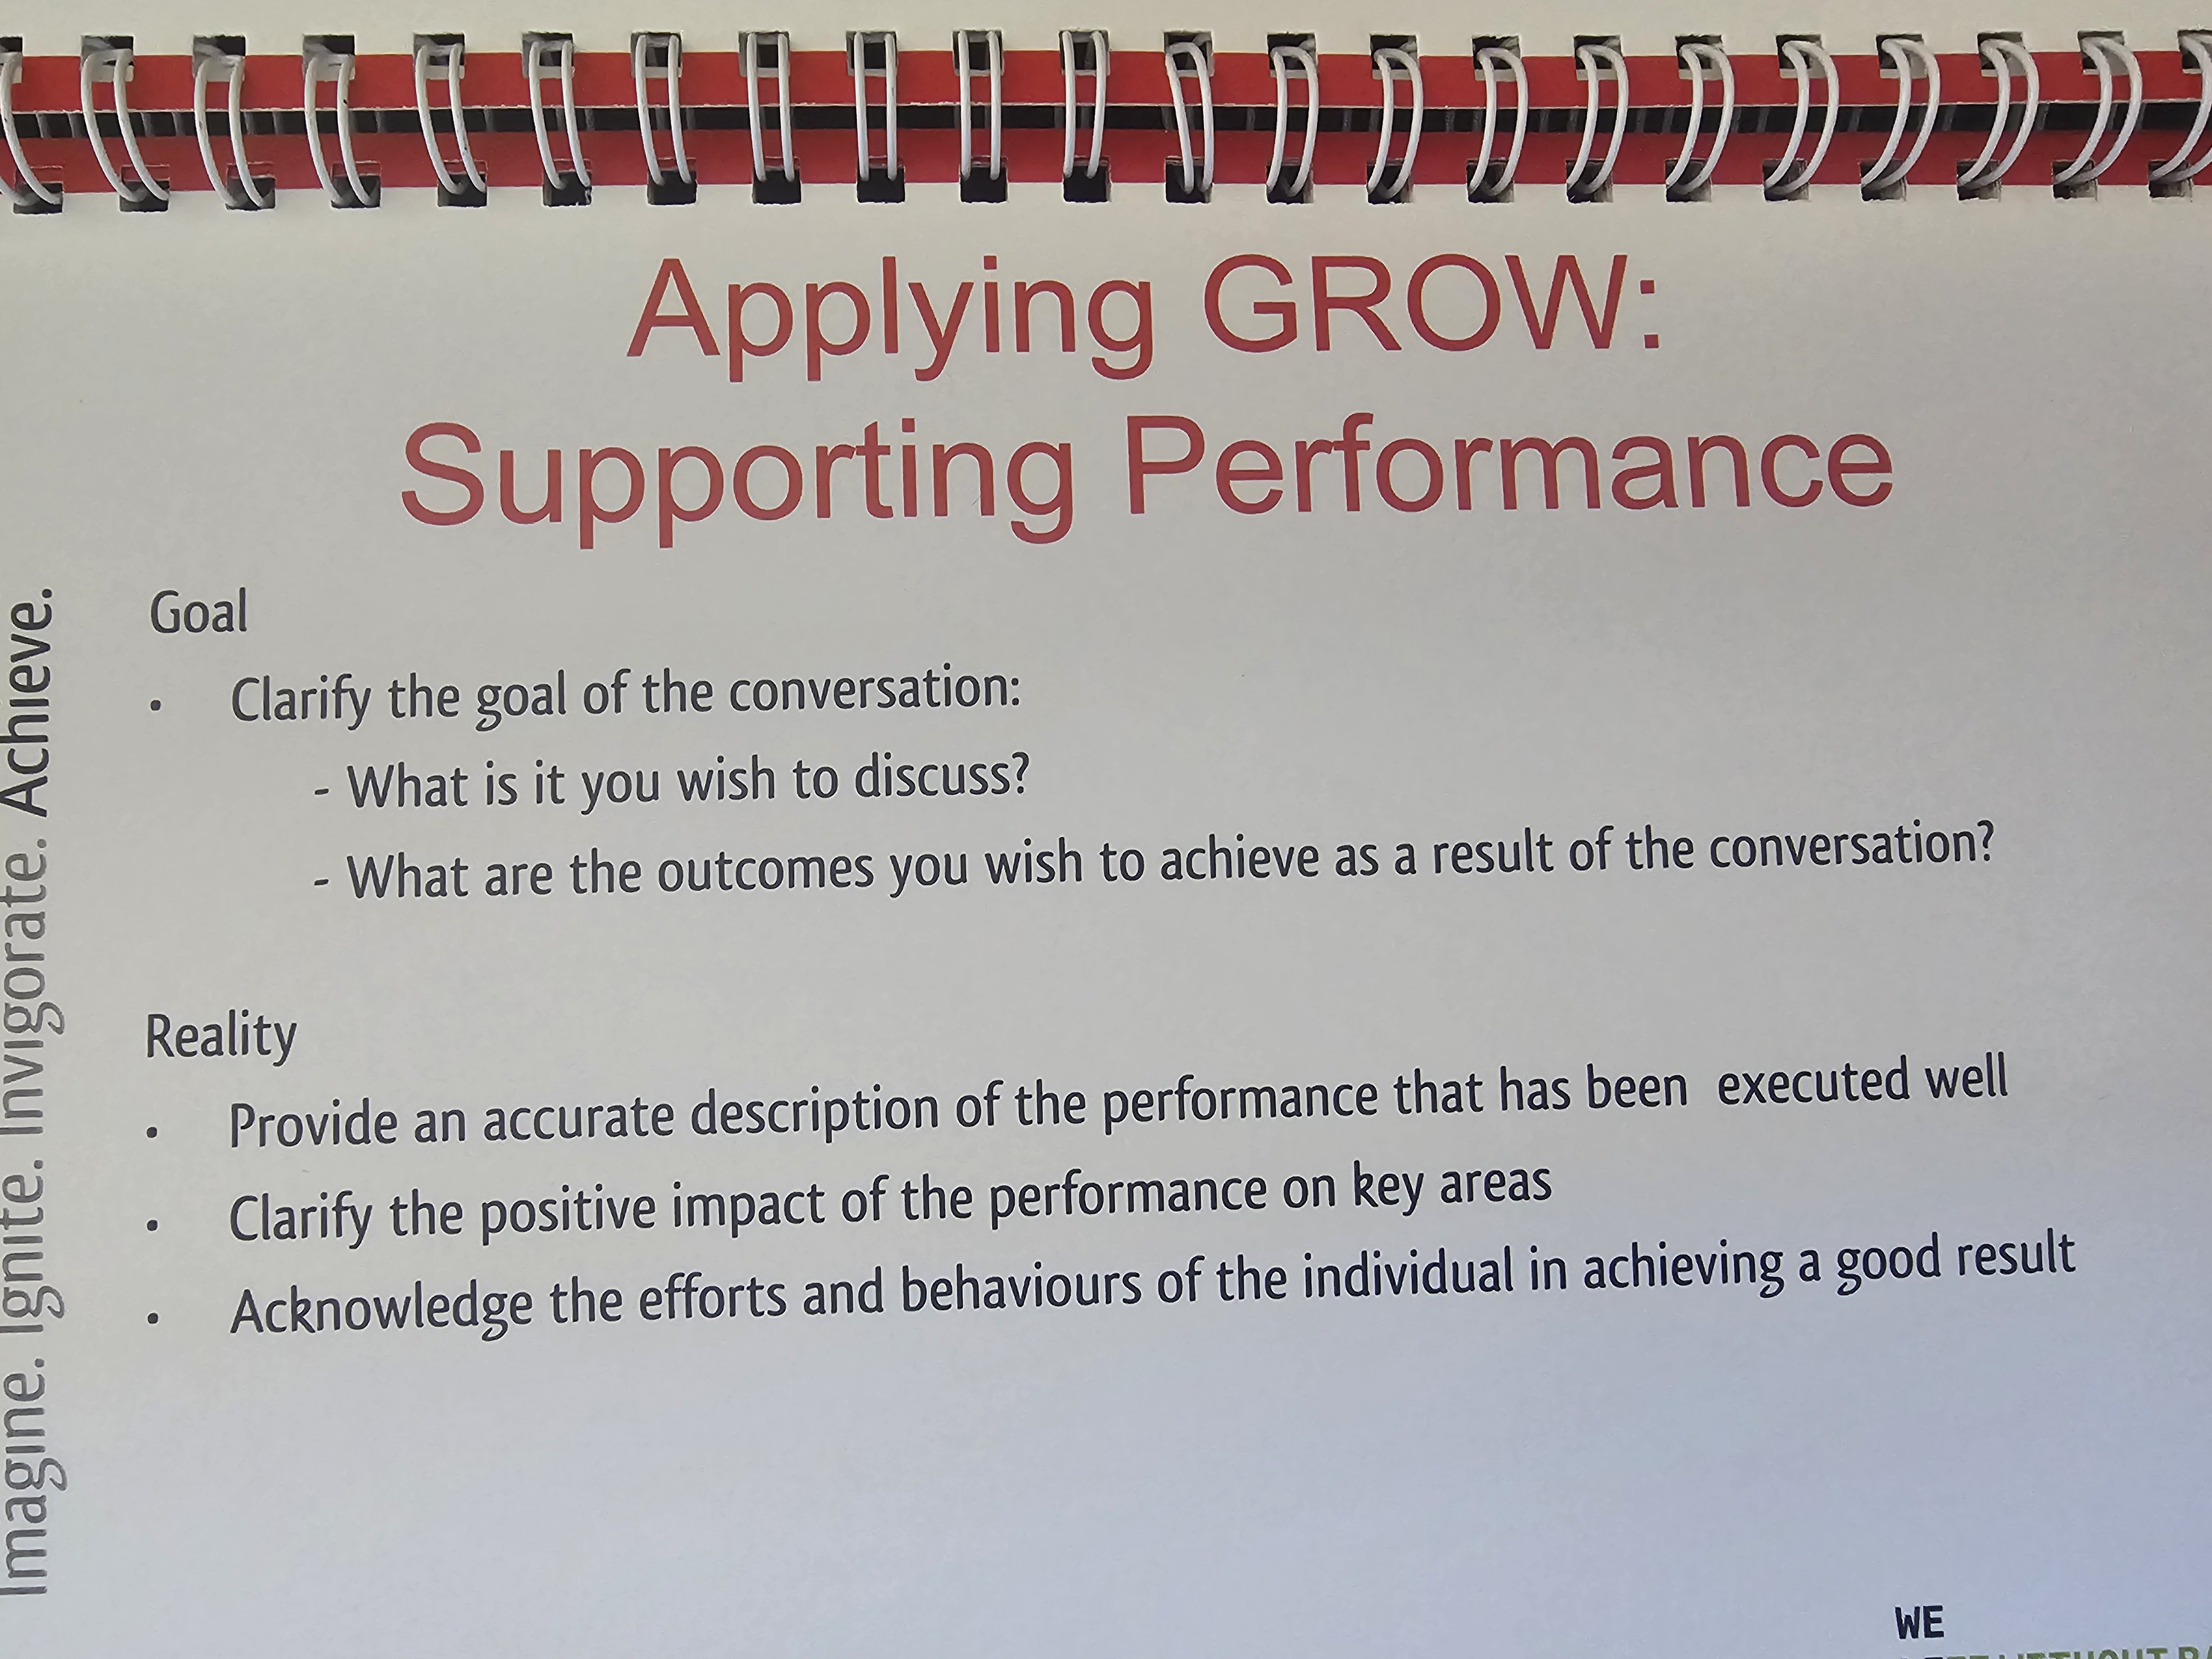 Applying GROW:
Supporting Performance
Goal
• Clarify the goal of the conversation:
- What is it you wish to discuss?
- What are the outcomes you wish to achieve as a result of the conversation?
Reality
• Provide an accurate description of the performance that has been  executed well
• Clarify the positive impact of the performance on key areas
• Acknowledge the efforts and behaviours of the individual in achieving a good result
Imagine. Ignite. Invigorate. Achieve.
WE
WITHOUT